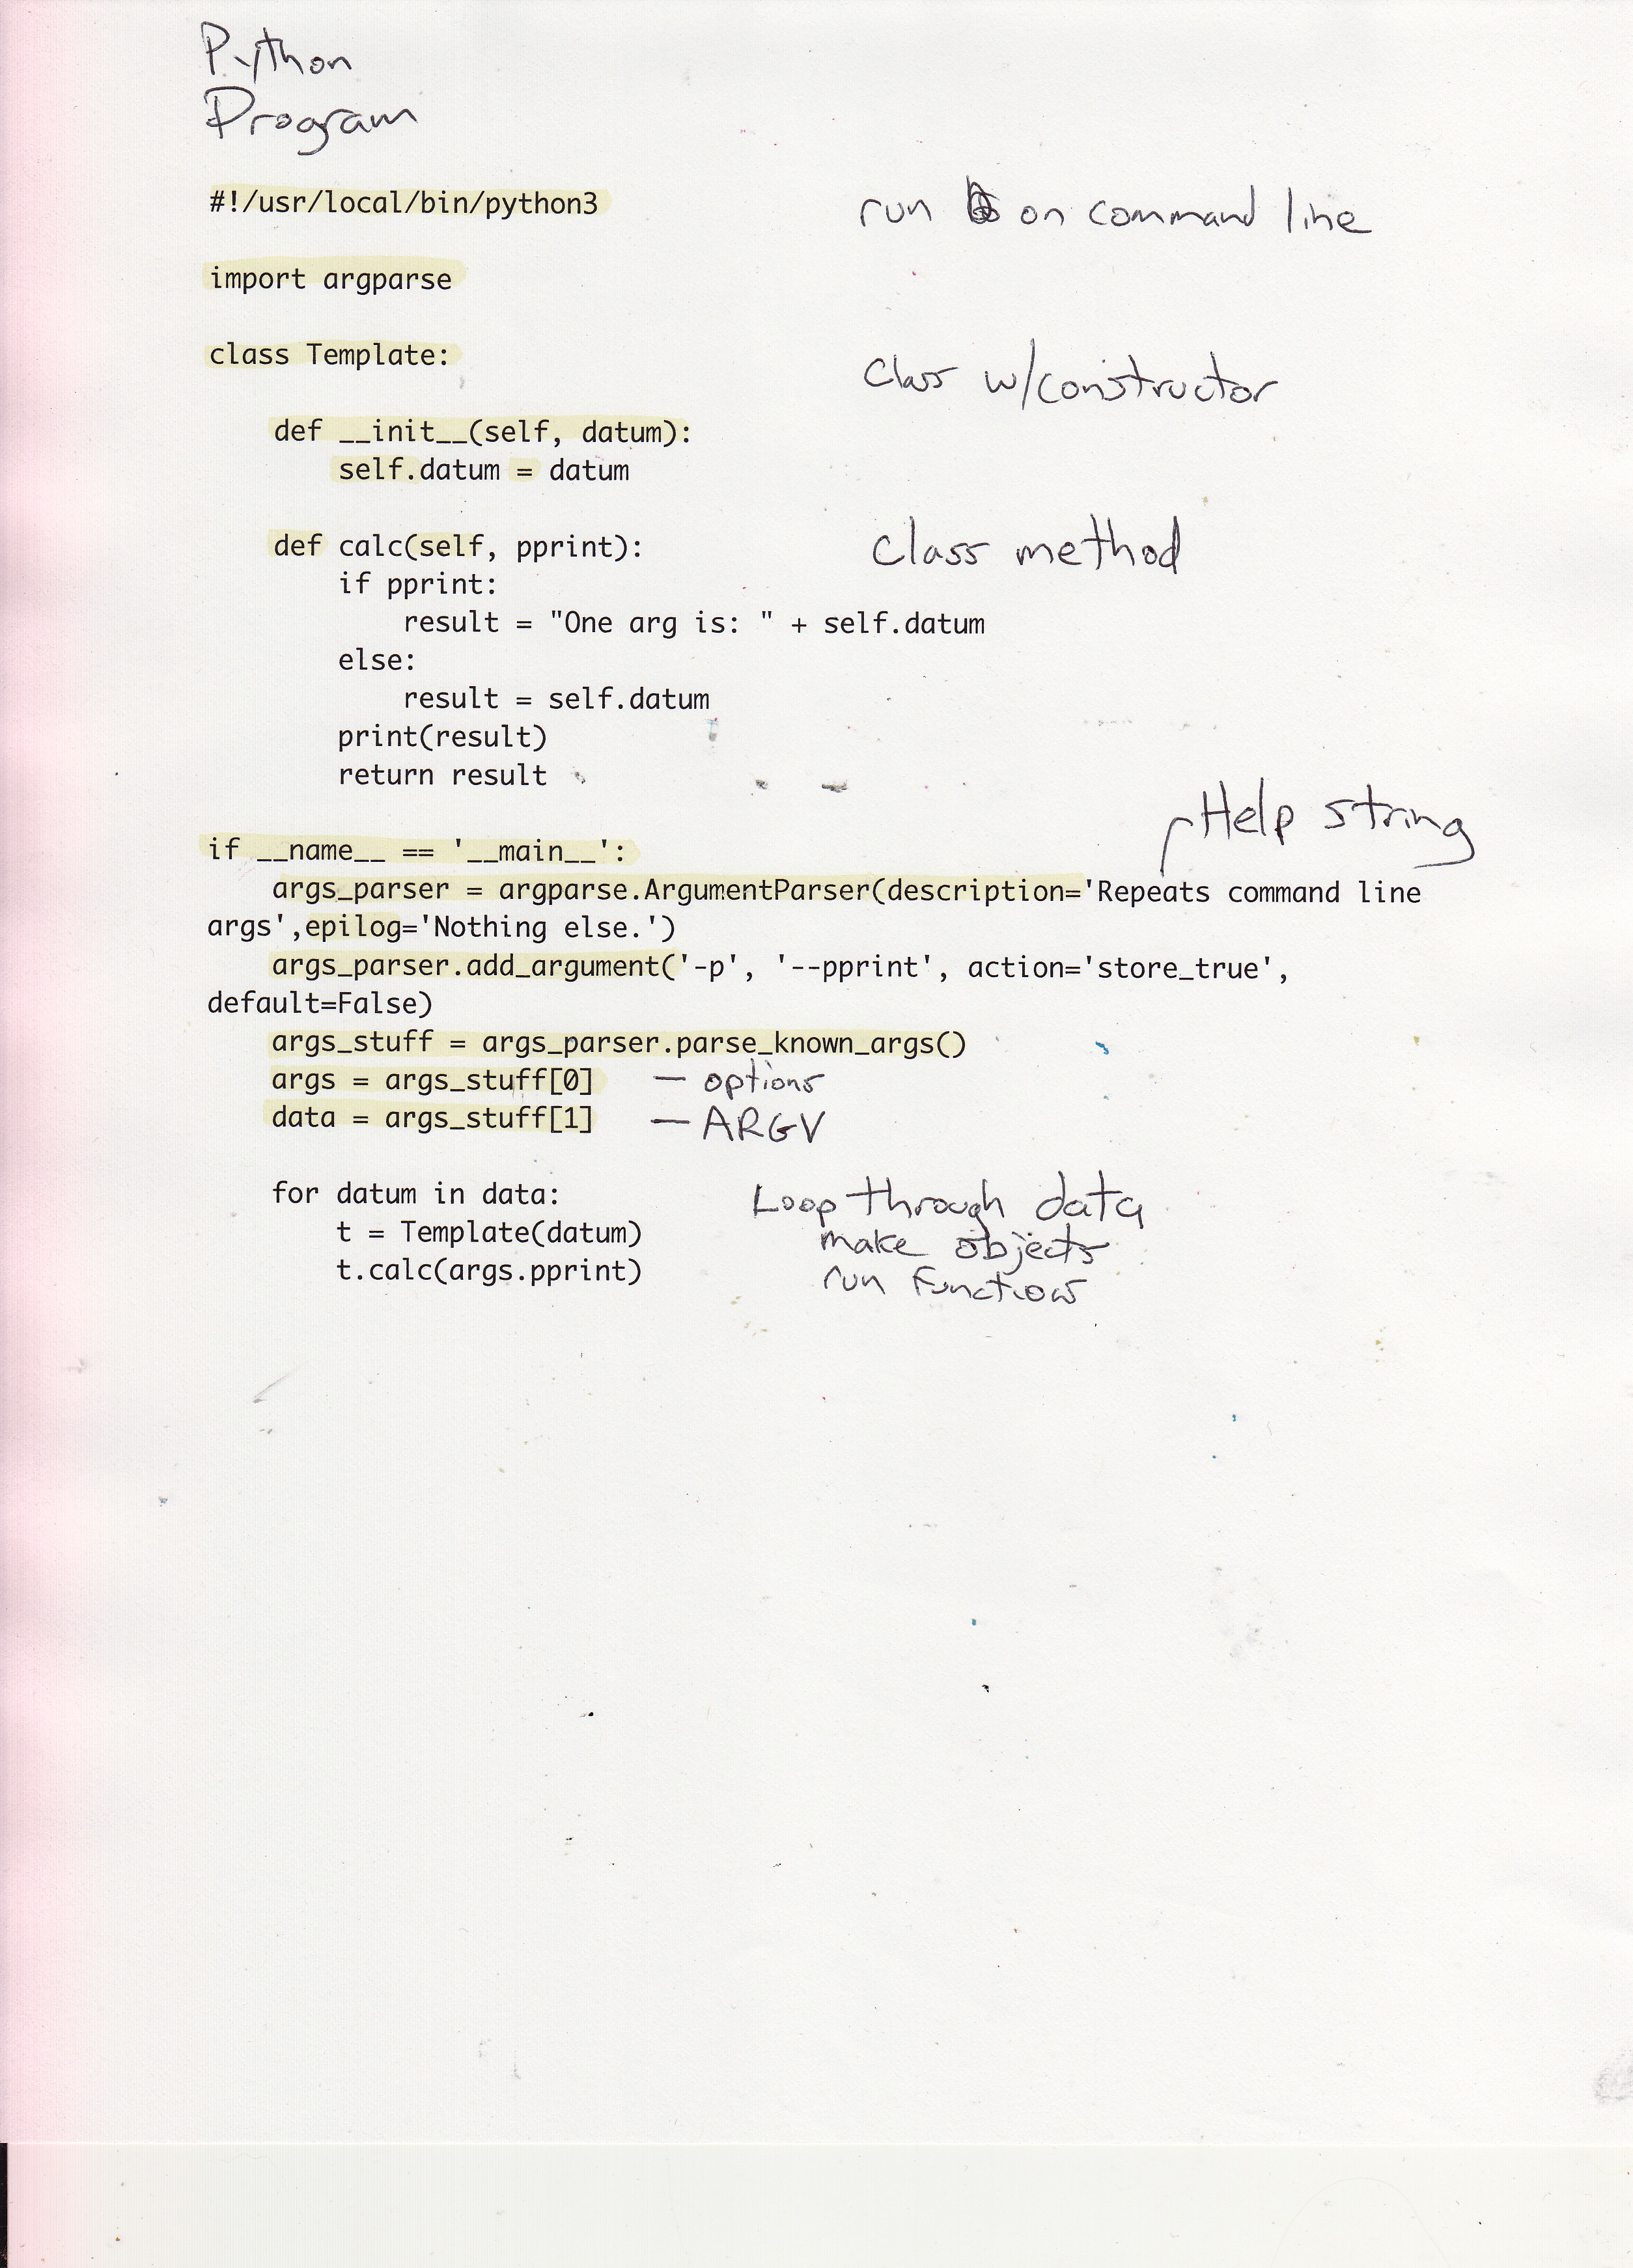 Python
Program
#!/usr/local/bin/python3 run on command line
import argparse
class Template: Class w/constructor
def __init__(self, datum):
self.datum = datum
def calc(self, pprint): class method
if pprint:
result = "One arg is: " + self.datum
else:
result = self.datum
print(result)
return result
Help string
if __name__ == '__main__':
args_parser = argparse.ArgumentParser(description='Repeats command line
args',epilog='Nothing else.')
args_parser.add_argument('-p', '--pprint', action='store_true',
default=False)
args_stuff = args_parser.parse_known_args()
args = args_stuff[0] — options
data = args_stuff[1] — ARGV
for datum in data: Loop through data
t = Template(datum) make objects
t.calc(args.pprint) run functions